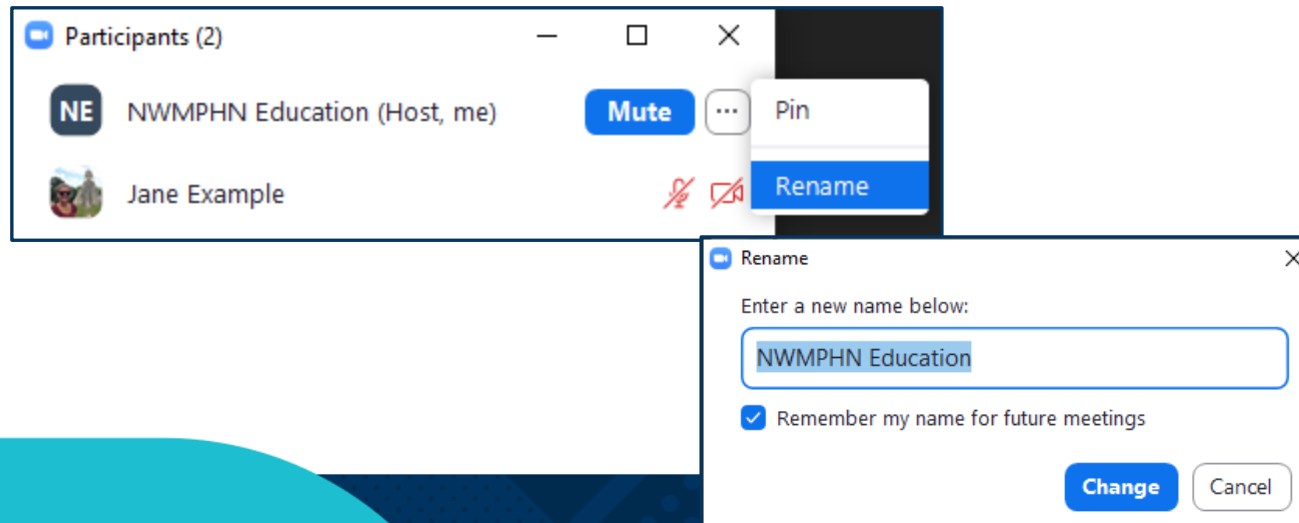 Participants (2)
NE NWMPHN Education (Host, me) Mute ... Pin
Jane Example Rename
Rename
Enter a new name below:
NWMPHN Education
Remember my name for future meetings
Change Cancel